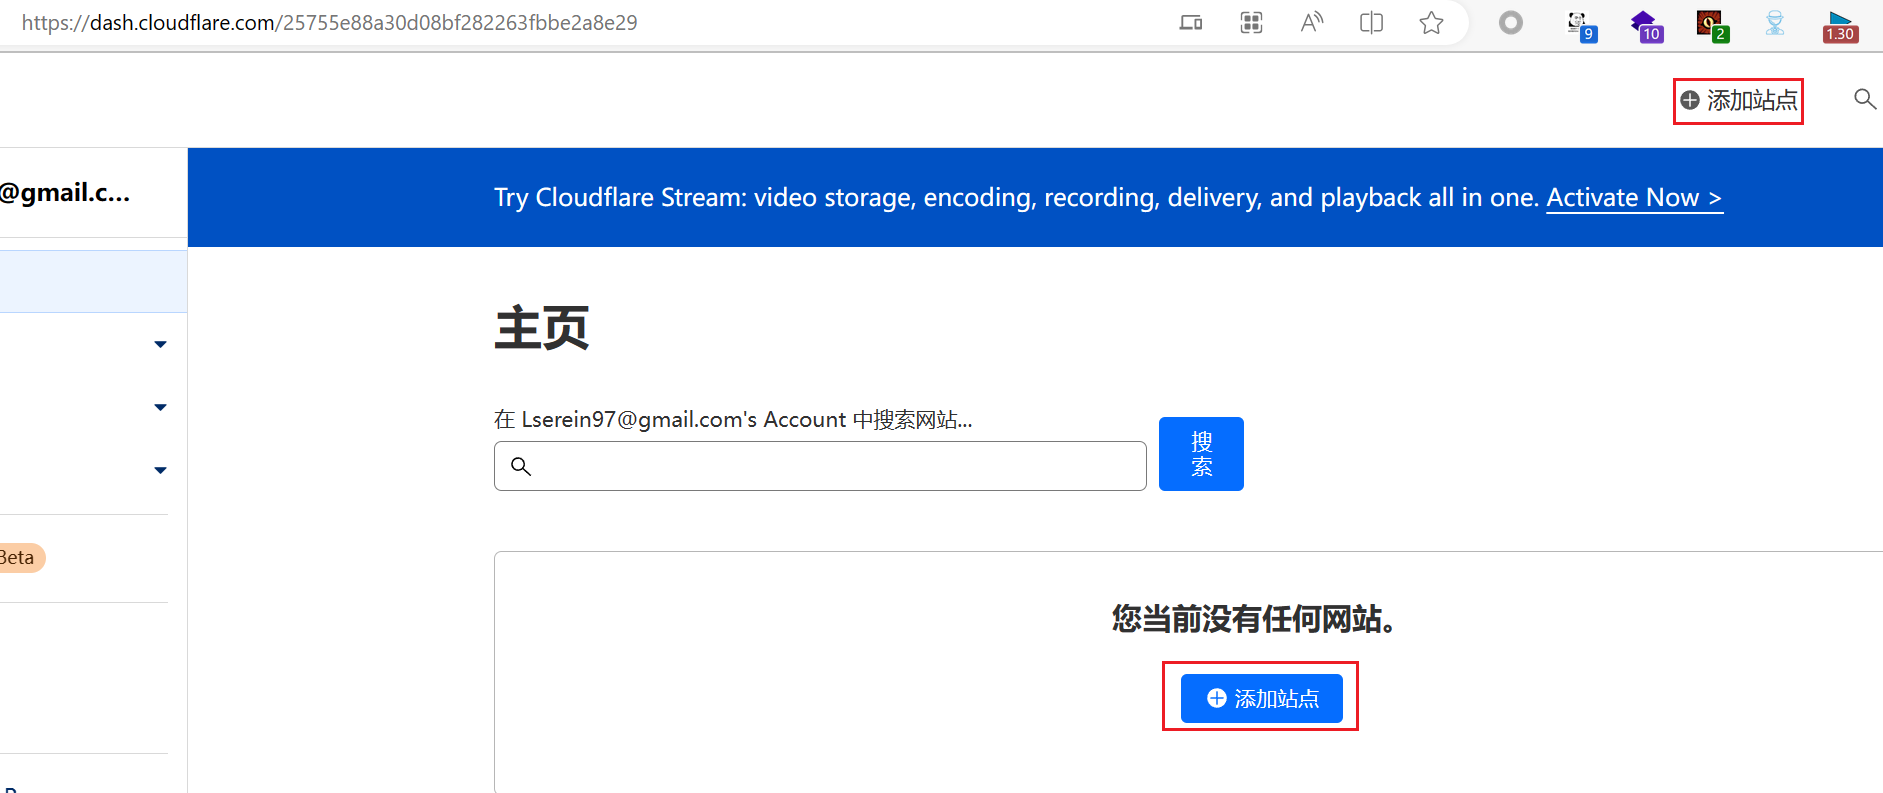 https://dash.cloudflare.com/25755e88a30d08bf282263fbbe2a8e29
9
10
2
1.30
添加站点
@gmail.c...
Try Cloudflare Stream: video storage, encoding, recording, delivery, and playback all in one. Activate Now >
主页
在 Lserein97@gmail.com's Account 中搜索网站...
搜索
Beta
您当前没有任何网站。
添加站点